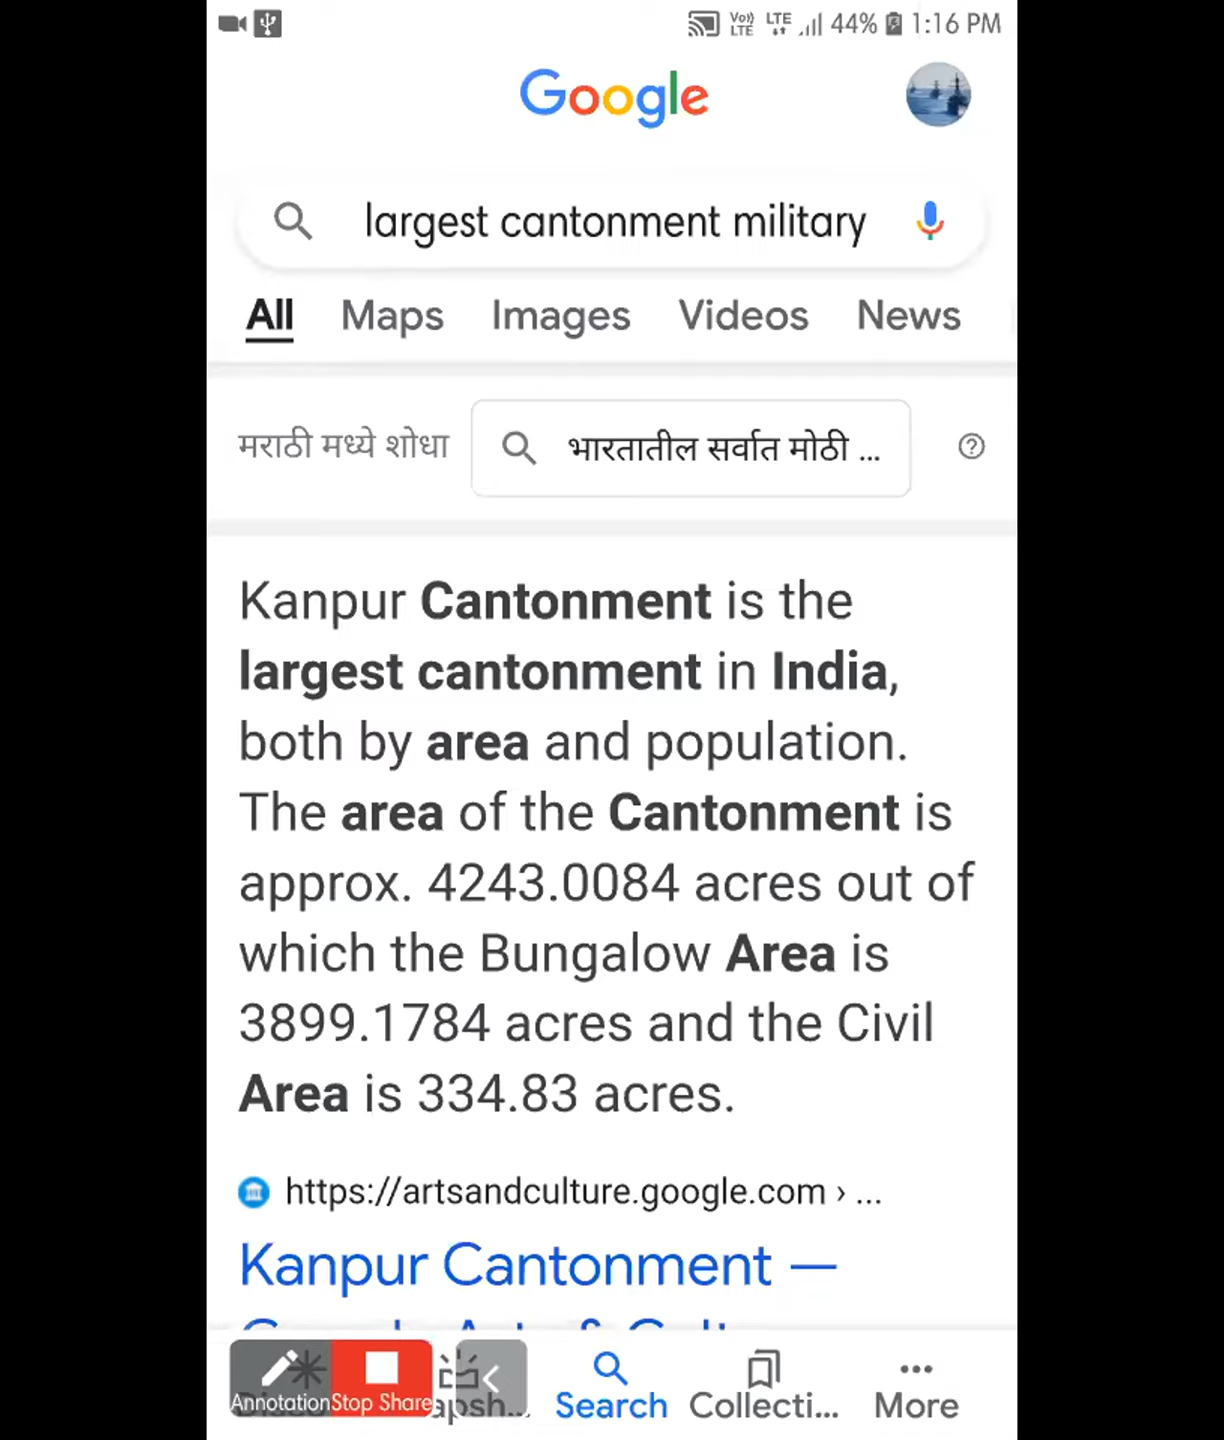 Vo)) LTE LTE 44% 1:16 PM
Google
largest cantonment military
All Maps Images Videos News
मराठी मध्ये शोधा भारतातील सर्वात मोठी ...
Kanpur Cantonment is the
largest cantonment in India,
both by area and population.
The area of the Cantonment is
approx. 4243.0084 acres out of
which the Bungalow Area is
3899.1784 acres and the Civil
Area is 334.83 acres.
https://artsandculture.google.com › ...
Kanpur Cantonment —
Annotation Stop Share Search Collecti... More